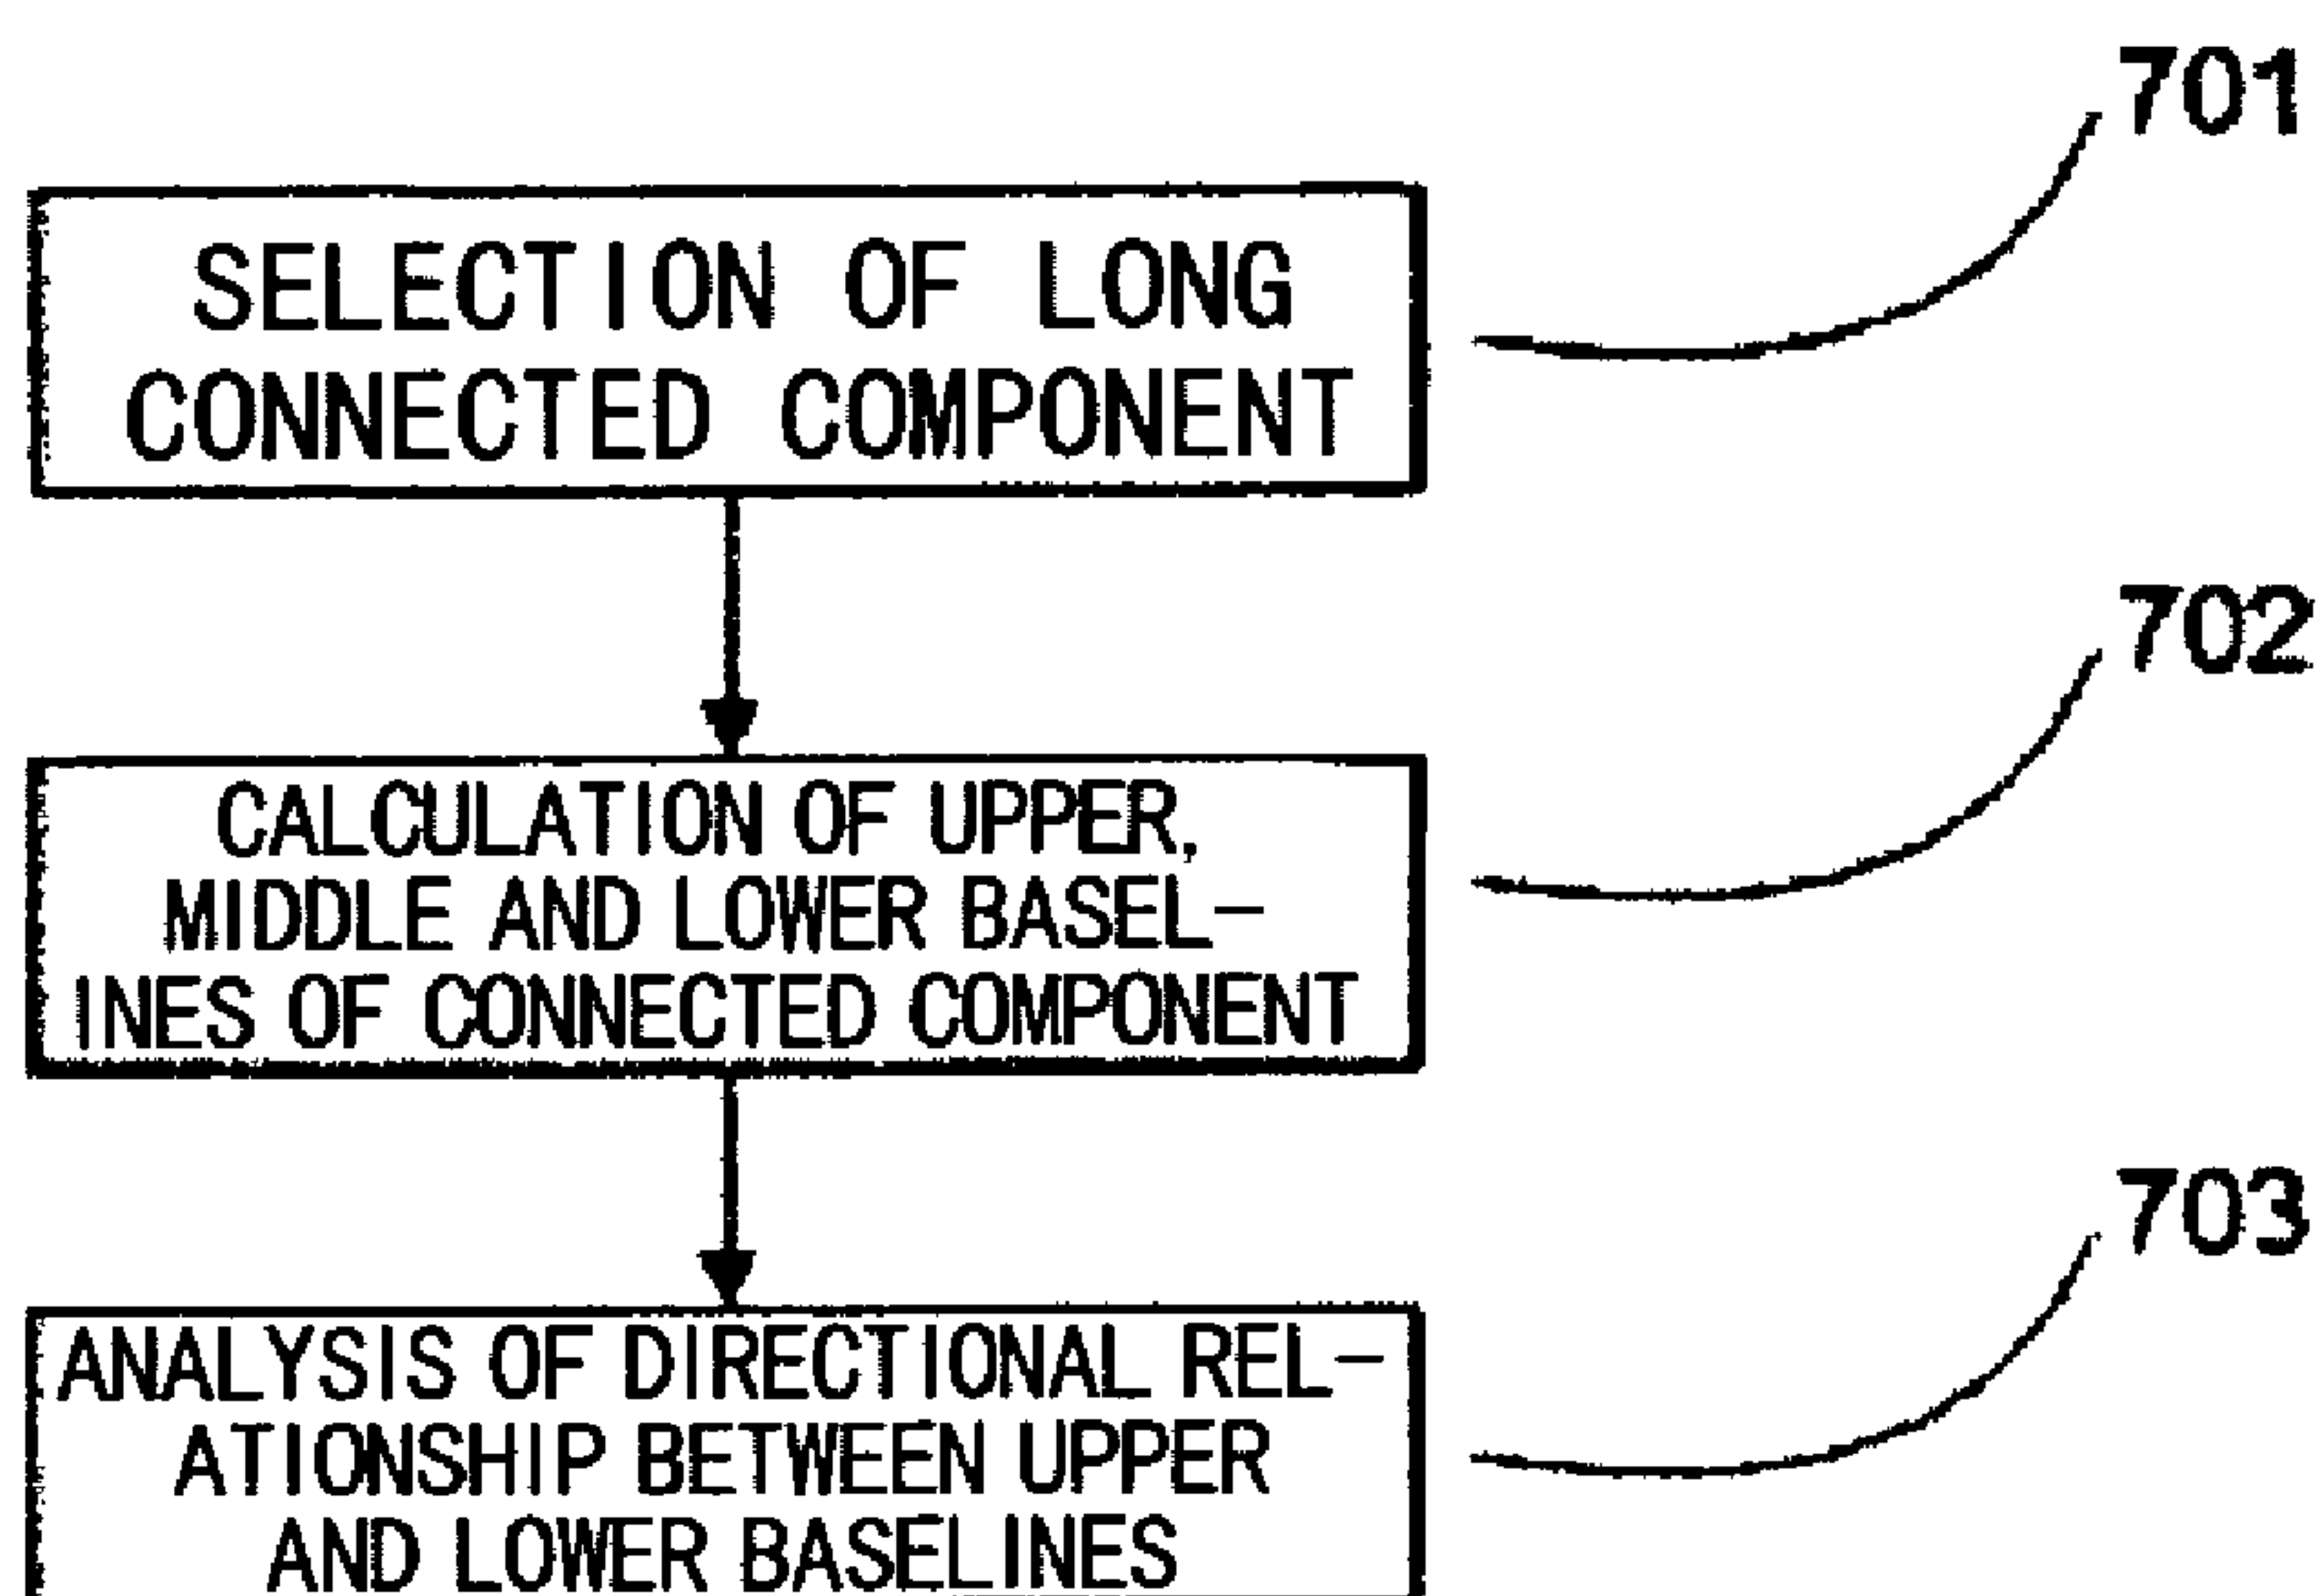 701
SELECTION OF LONG
CONNECTED COMPONENT
702
CALCULATION OF UPPER,
MIDDLE AND LOWER BASEL-
INES OF CONNECTED COMPONENT
703
ANALYSIS OF DIRECTIONAL REL-
ATIONSHIP BETWEEN UPPER
AND LOWER BASELINES